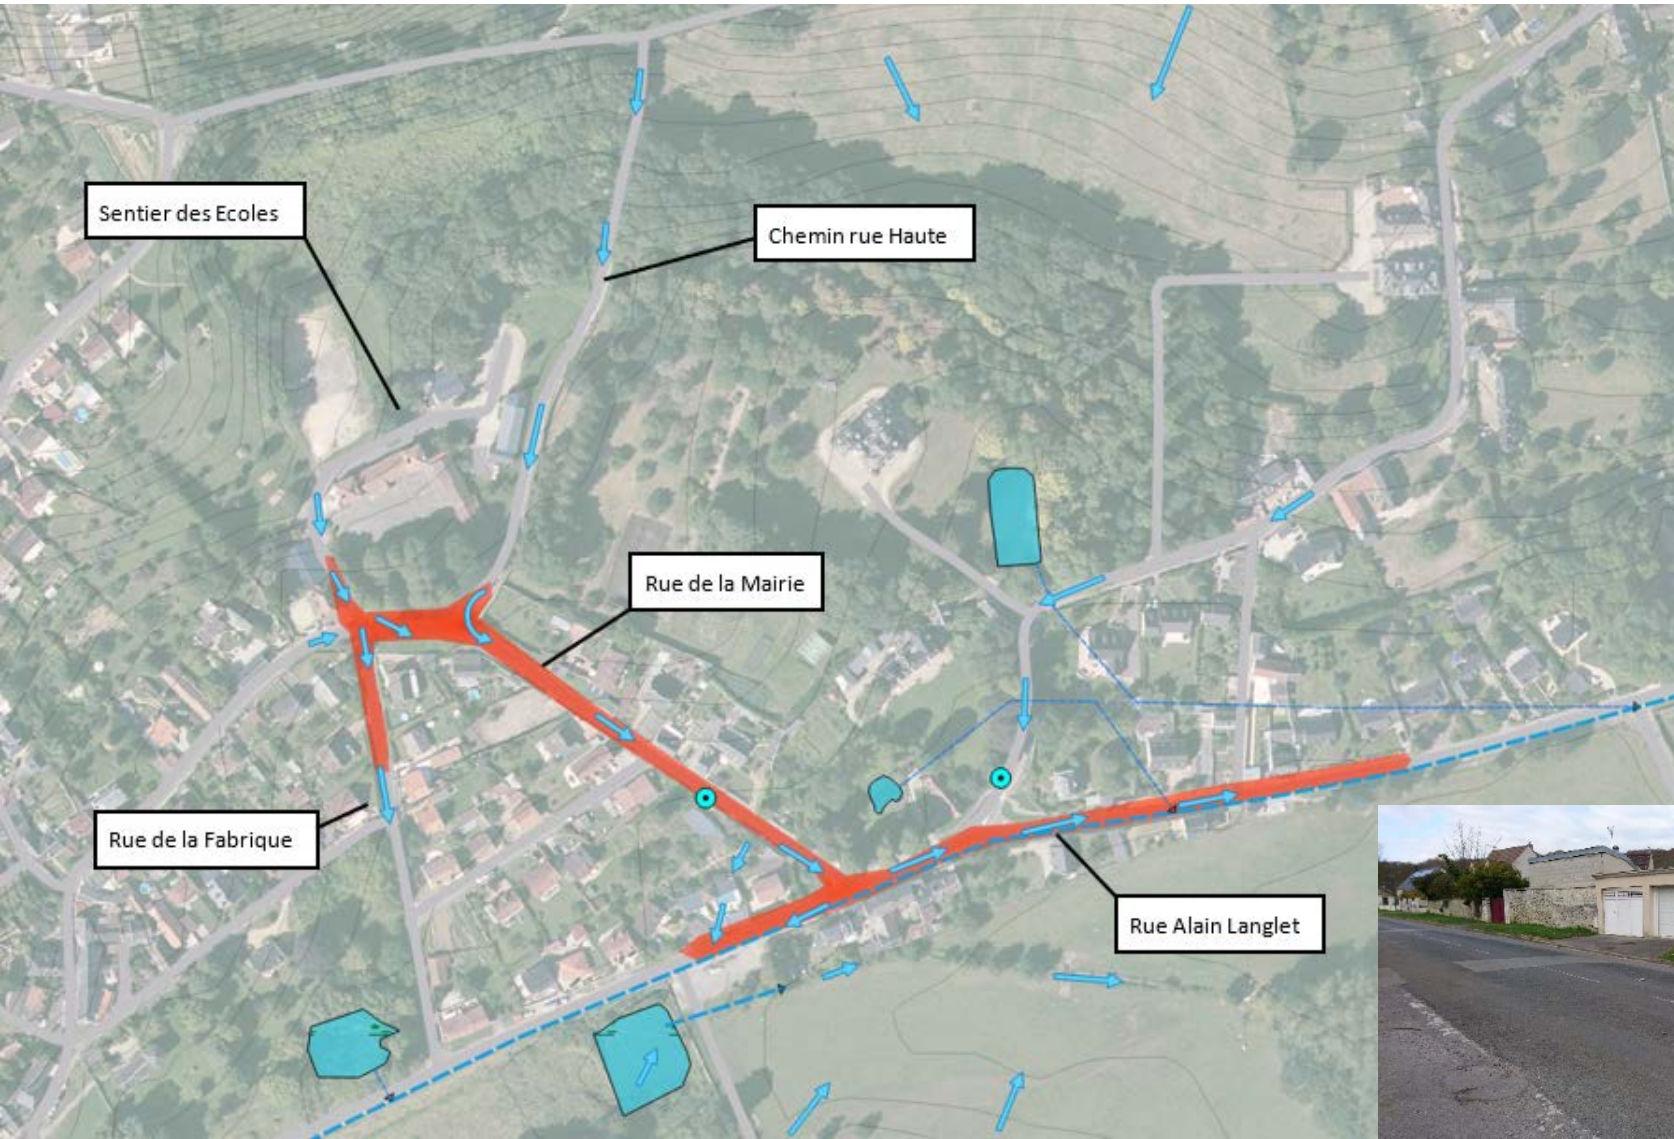 Sentier des Ecoles
Chemin rue Haute
Rue de la Mairie
Rue de la Fabrique
Rue Alain Langlet